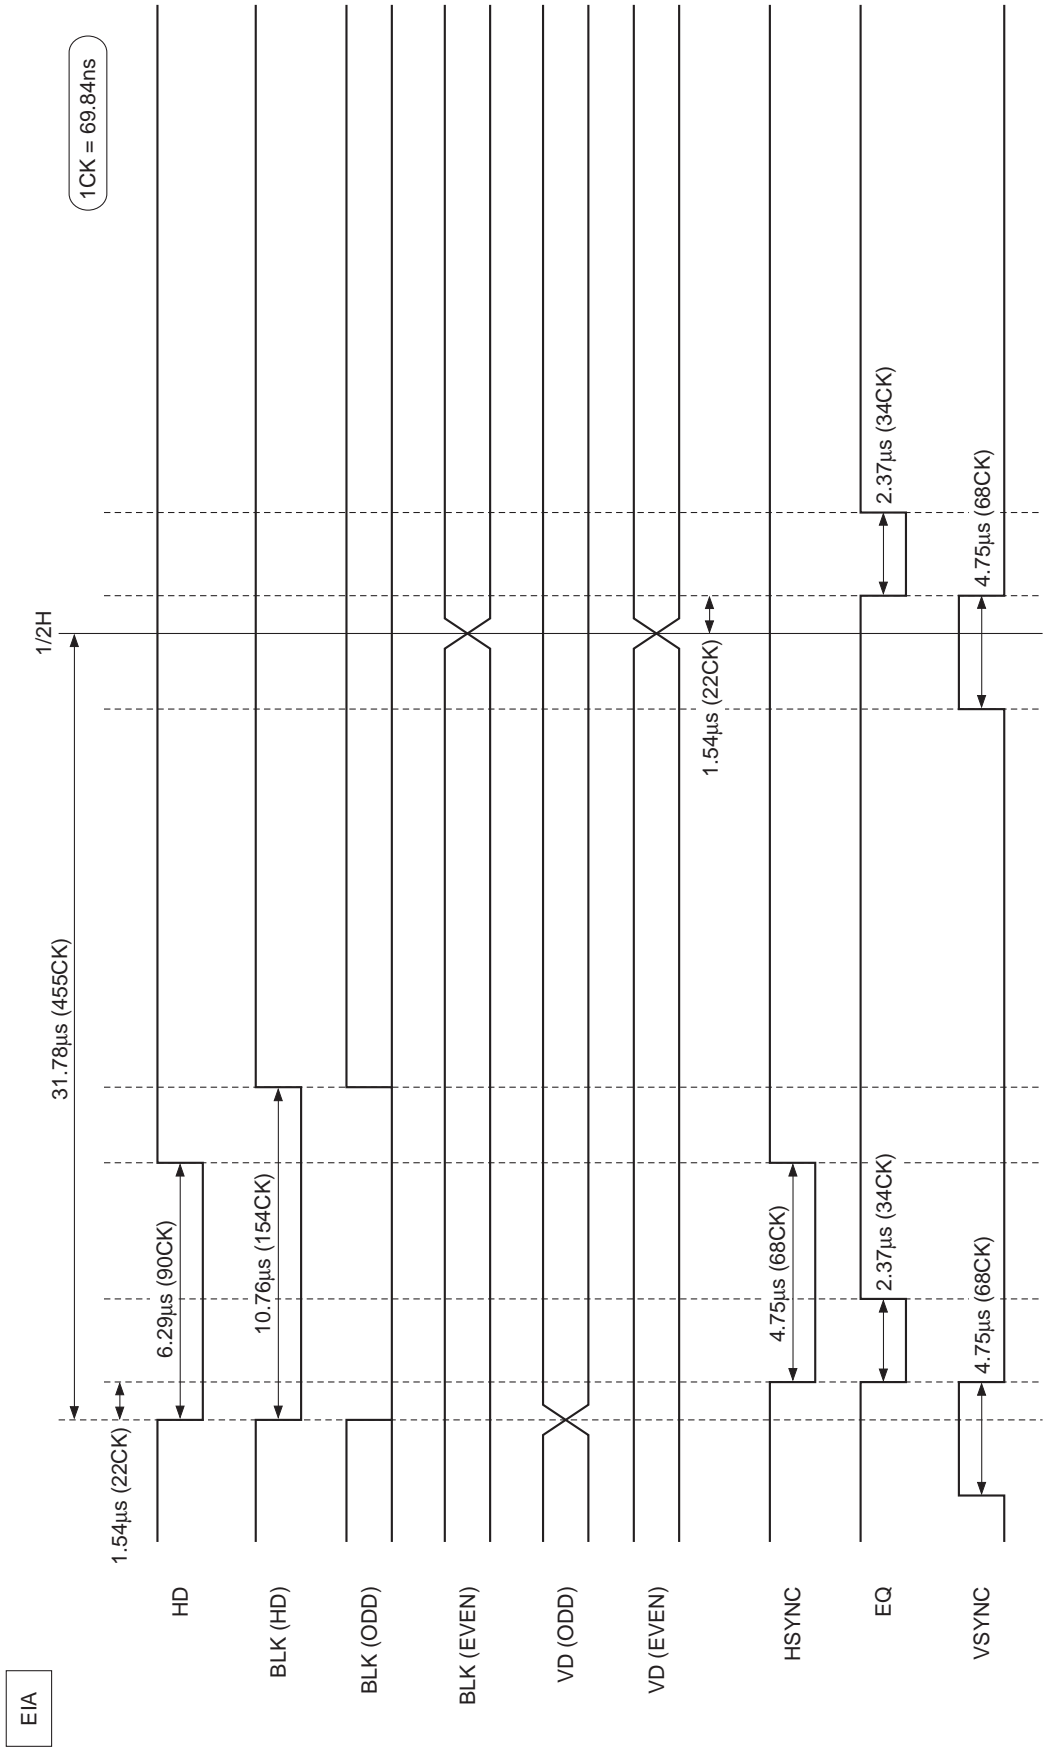 EIA
1CK = 69.84ns
1/2H
31.78µs (455CK)
1.54µs (22CK)
HD
6.29µs (90CK)
BLK (HD)
10.76µs (154CK)
BLK (ODD)
BLK (EVEN)
VD (ODD)
VD (EVEN)
1.54µs (22CK)
HSYNC
4.75µs (68CK)
EQ
2.37µs (34CK)
2.37µs (34CK)
VSYNC
4.75µs (68CK)
4.75µs (68CK)